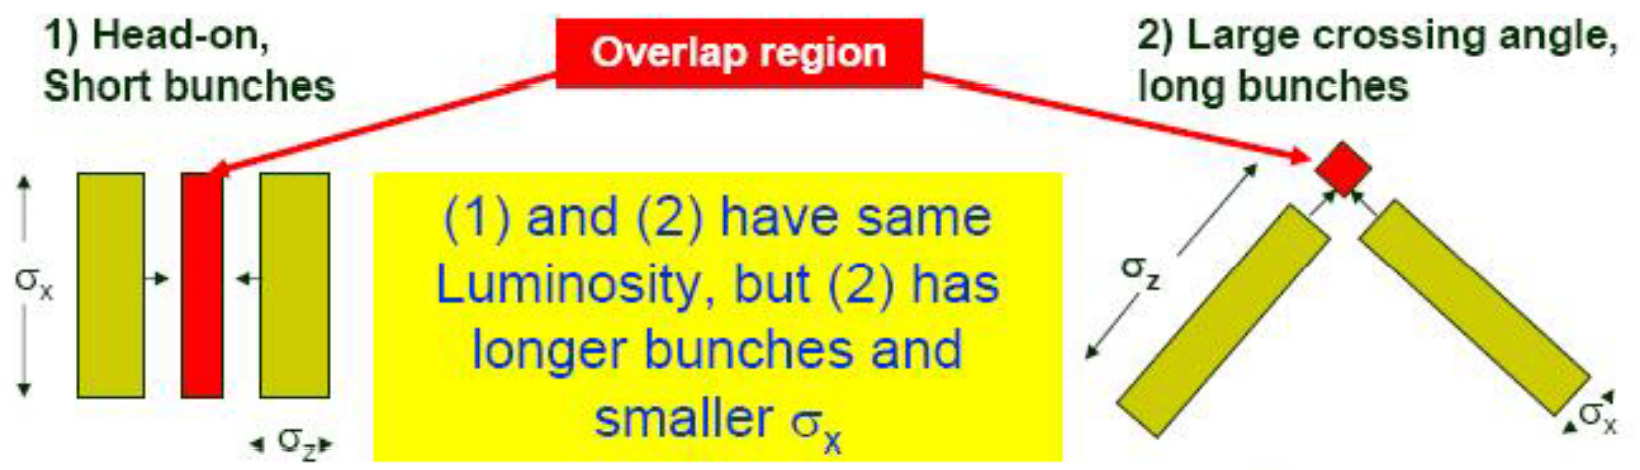 1) Head-on,
Short bunches
Overlap region
2) Large crossing angle,
long bunches
σx
σz
(1) and (2) have same
Luminosity, but (2) has
longer bunches and
smaller σx
σz
σx